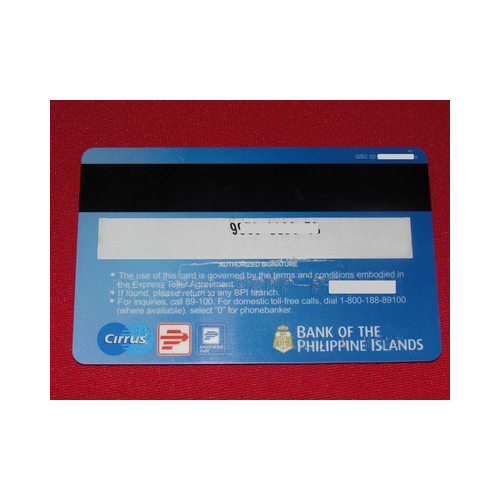 GSC 02
AUTHORIZED SIGNATURE
* The use of this card is governed by the terms and conditions embodied in
the Express Teller Agreement.
* If found, please return to any BPI branch.
* For inquiries, call 89-100. For domestic toll-free calls, dial 1-800-188-89100
(where available), select "0" for phonebanker.
Cirrus
express
net
BANK OF THE
PHILIPPINE ISLANDS